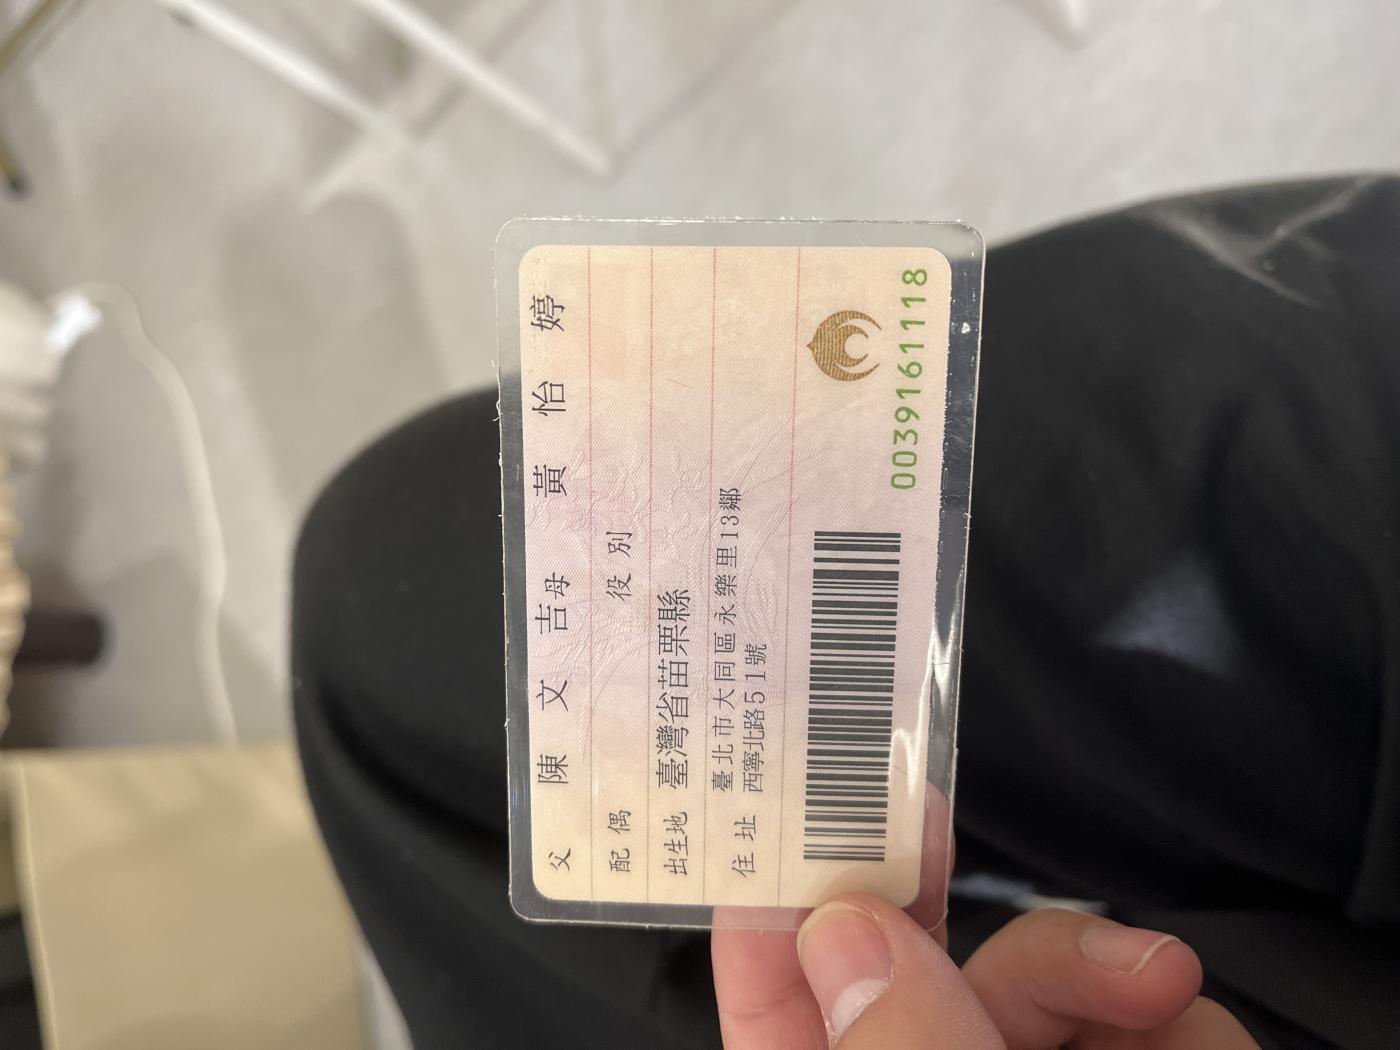 父 陳文吉 母 黃怡婷
配偶 役別
出生地 臺灣省苗栗縣
住址 臺北市大同區永樂里13鄰
西寧北路51號
0039161118